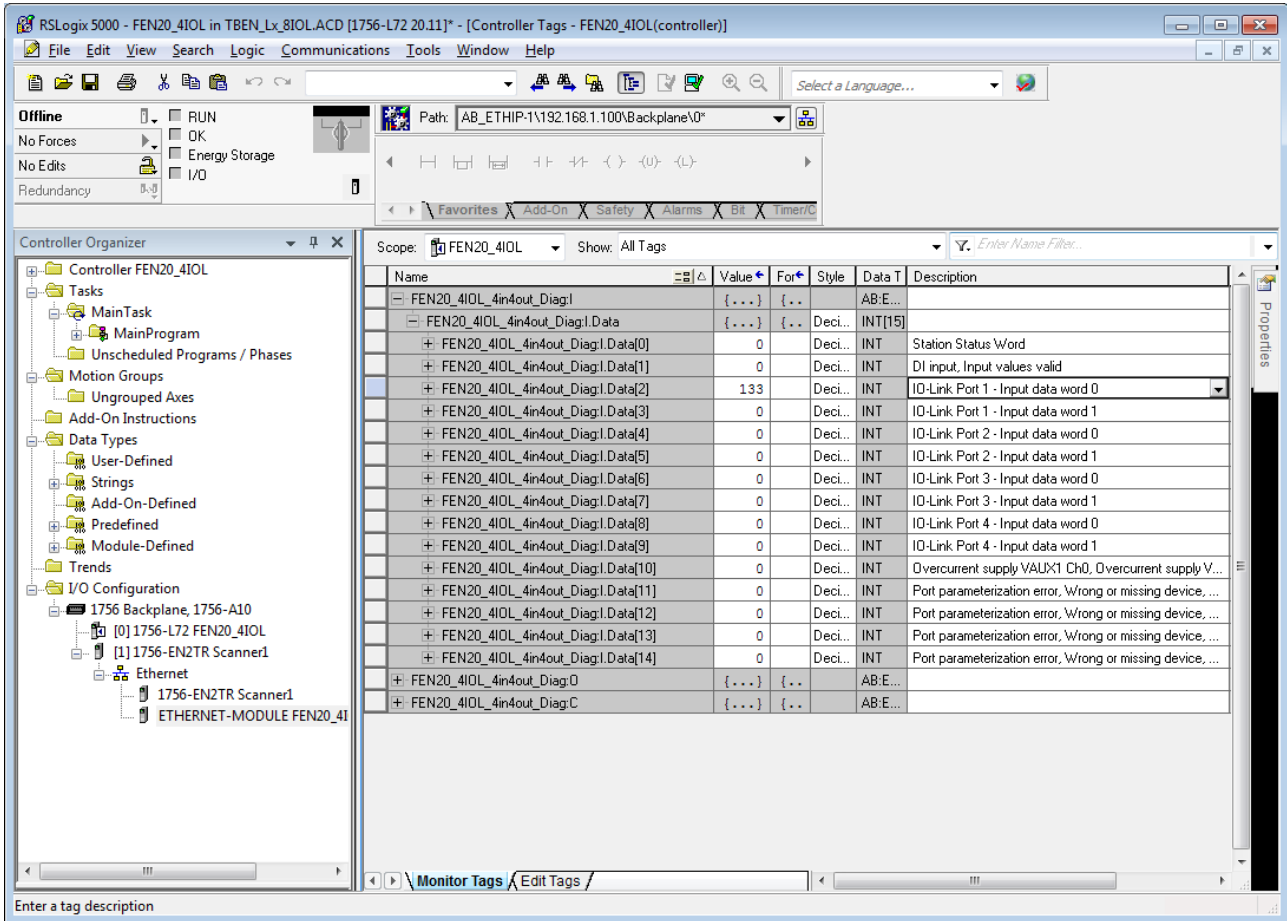 RSLogix 5000 - FEN20_4IOL in TBEN_Lx_8IOL.ACD [1756-L72 20.11]* - [Controller Tags - FEN20_4IOL(controller)]
File Edit View Search Logic Communications Tools Window Help
Select a Language...
Offline RUN
No Forces OK
No Edits Energy Storage
Redundancy I/O
Path: AB_ETHIP-1\192.168.1.100\Backplane\0*
Favorites Add-On Safety Alarms Bit Timer/C
Controller Organizer
Controller FEN20_4IOL
Tasks
MainTask
MainProgram
Unscheduled Programs / Phases
Motion Groups
Ungrouped Axes
Add-On Instructions
Data Types
User-Defined
Strings
Add-On-Defined
Predefined
Module-Defined
Trends
I/O Configuration
1756 Backplane, 1756-A10
[0] 1756-L72 FEN20_4IOL
[1] 1756-EN2TR Scanner1
Ethernet
1756-EN2TR Scanner1
ETHERNET-MODULE FEN20_4I
Scope: FEN20_4IOL Show: All Tags Enter Name Filter...
Name Value For Style Data T Description
FEN20_4IOL_4in4out_Diag:I {...} {.. AB:E...
FEN20_4IOL_4in4out_Diag:I.Data {...} {.. Deci... INT[15]
FEN20_4IOL_4in4out_Diag:I.Data[0] 0 Deci... INT Station Status Word
FEN20_4IOL_4in4out_Diag:I.Data[1] 0 Deci... INT DI input, Input values valid
FEN20_4IOL_4in4out_Diag:I.Data[2] 133 Deci... INT IO-Link Port 1 - Input data word 0
FEN20_4IOL_4in4out_Diag:I.Data[3] 0 Deci... INT IO-Link Port 1 - Input data word 1
FEN20_4IOL_4in4out_Diag:I.Data[4] 0 Deci... INT IO-Link Port 2 - Input data word 0
FEN20_4IOL_4in4out_Diag:I.Data[5] 0 Deci... INT IO-Link Port 2 - Input data word 1
FEN20_4IOL_4in4out_Diag:I.Data[6] 0 Deci... INT IO-Link Port 3 - Input data word 0
FEN20_4IOL_4in4out_Diag:I.Data[7] 0 Deci... INT IO-Link Port 3 - Input data word 1
FEN20_4IOL_4in4out_Diag:I.Data[8] 0 Deci... INT IO-Link Port 4 - Input data word 0
FEN20_4IOL_4in4out_Diag:I.Data[9] 0 Deci... INT IO-Link Port 4 - Input data word 1
FEN20_4IOL_4in4out_Diag:I.Data[10] 0 Deci... INT Overcurrent supply VAUX1 Ch0, Overcurrent supply V...
FEN20_4IOL_4in4out_Diag:I.Data[11] 0 Deci... INT Port parameterization error, Wrong or missing device, ...
FEN20_4IOL_4in4out_Diag:I.Data[12] 0 Deci... INT Port parameterization error, Wrong or missing device, ...
FEN20_4IOL_4in4out_Diag:I.Data[13] 0 Deci... INT Port parameterization error, Wrong or missing device, ...
FEN20_4IOL_4in4out_Diag:I.Data[14] 0 Deci... INT Port parameterization error, Wrong or missing device, ...
FEN20_4IOL_4in4out_Diag:O {...} {.. AB:E...
FEN20_4IOL_4in4out_Diag:C {...} {.. AB:E...
Properties
Monitor Tags Edit Tags
Enter a tag description